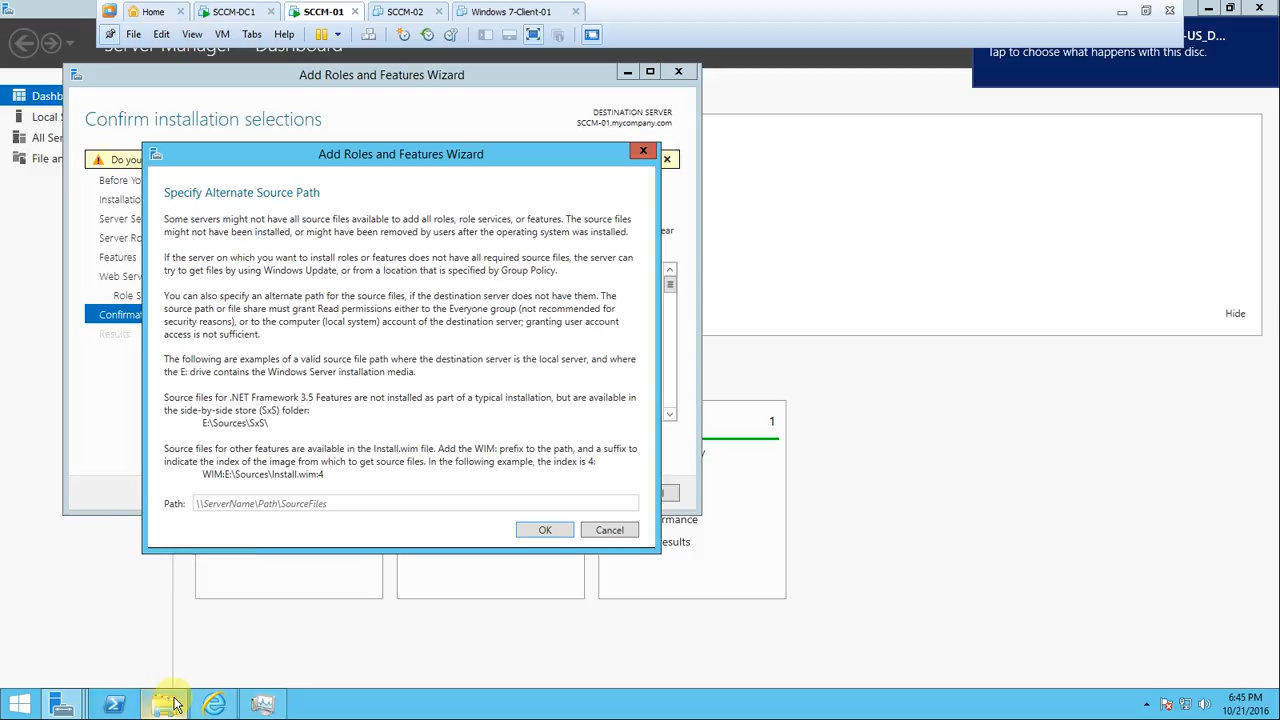 Home
SCCM-DC1
SCCM-01
SCCM-02
Windows 7-Client-01
File
Edit
View
VM
Tabs
Help
-US_D...
Tap to choose what happens with this disc.
Add Roles and Features Wizard
Dashb
Local S
All Ser
File an
Confirm installation selections
DESTINATION SERVER
SCCM-01.mycompany.com
Do you
Before Yo
Installatio
Server Se
Server Ro
Features
Web Serv
Role S
Confirmat
Results
ear
Add Roles and Features Wizard
Specify Alternate Source Path
Some servers might not have all source files available to add all roles, role services, or features. The source files
might not have been installed, or might have been removed by users after the operating system was installed.
If the server on which you want to install roles or features does not have all required source files, the server can
try to get files by using Windows Update, or from a location that is specified by Group Policy.
You can also specify an alternate path for the source files, if the destination server does not have them. The
source path or file share must grant Read permissions either to the Everyone group (not recommended for
security reasons), or to the computer (local system) account of the destination server; granting user account
access is not sufficient.
The following are examples of a valid source file path where the destination server is the local server, and where
the E: drive contains the Windows Server installation media.
Source files for .NET Framework 3.5 Features are not installed as part of a typical installation, but are available in
the side-by-side store (SxS) folder:
E:\Sources\SxS\
Source files for other features are available in the Install.wim file. Add the WIM: prefix to the path, and a suffix to
indicate the index of the image from which to get source files. In the following example, the index is 4:
WIM:E:\Sources\Install.wim:4
Path:
\\ServerName\Path\SourceFiles
OK
Cancel
Hide
1
rmance
esults
6:45 PM
10/21/2016